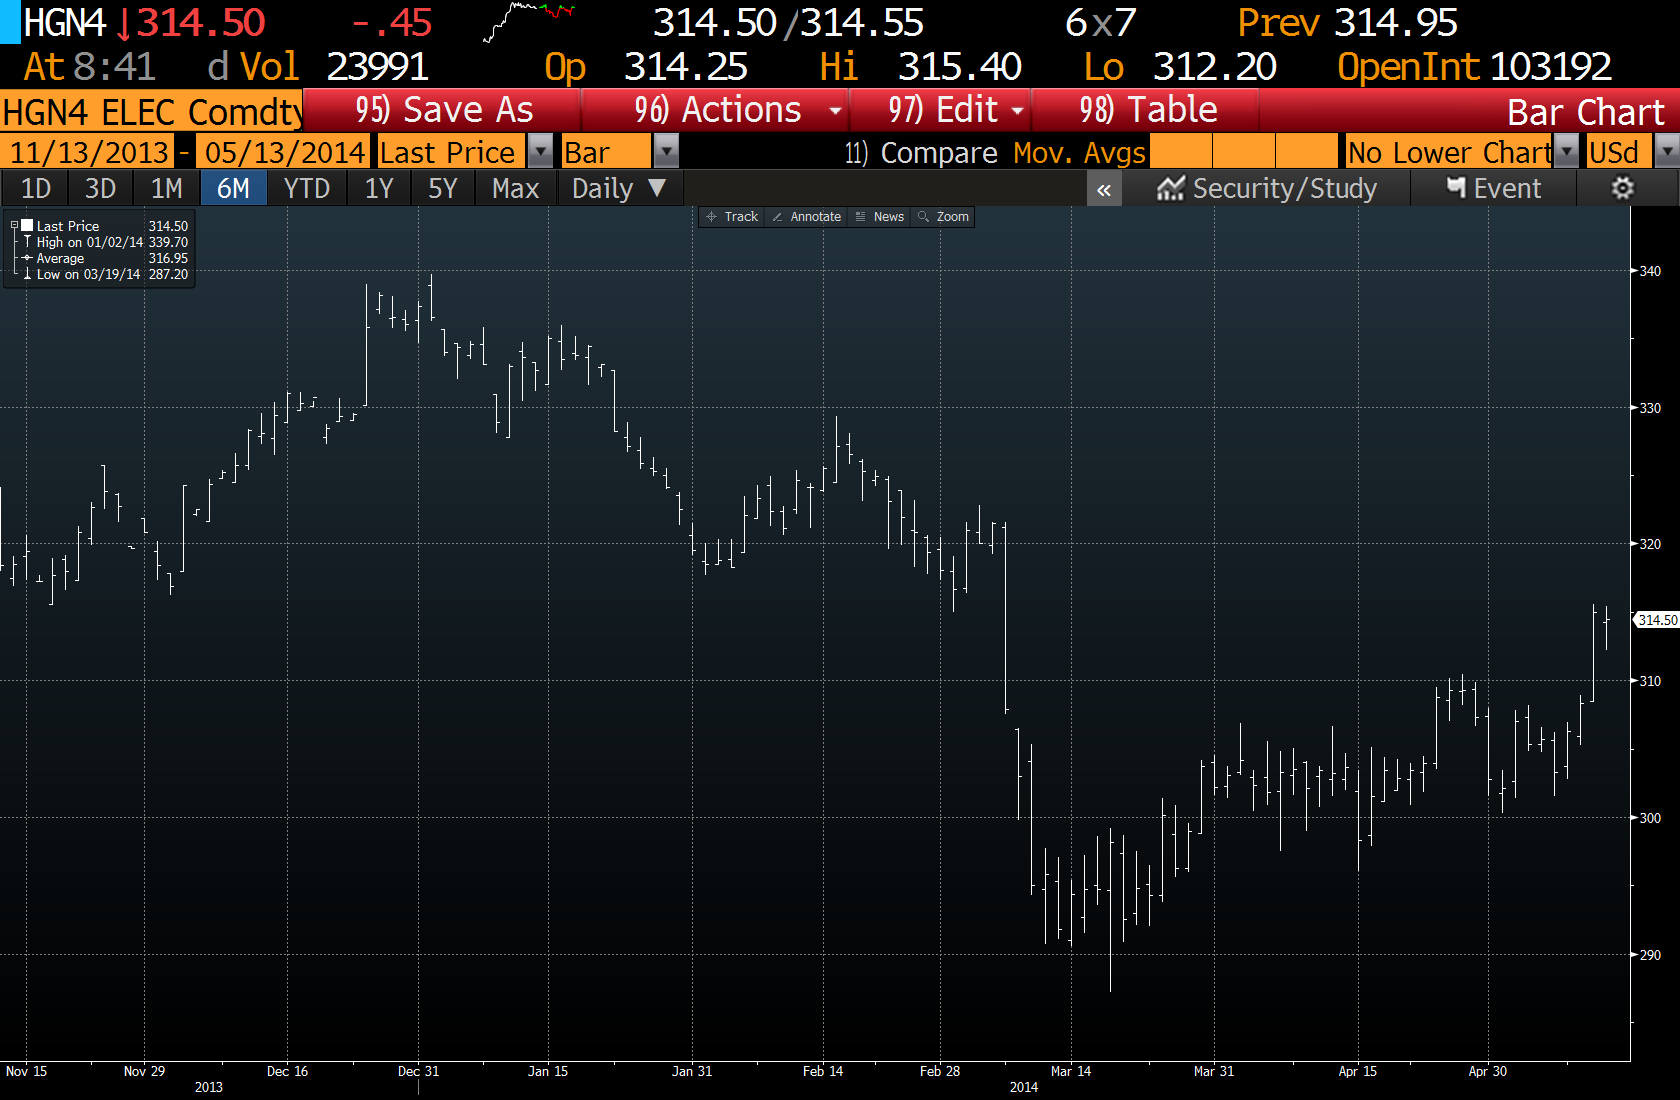 HGN4 ↓314.50 -.45 314.50/314.55 6x7 Prev 314.95
At 8:41 d Vol 23991 Op 314.25 Hi 315.40 Lo 312.20 OpenInt 103192
HGN4 ELEC Comdty 95) Save As 96) Actions 97) Edit 98) Table Bar Chart
11/13/2013 - 05/13/2014 Last Price Bar 11) Compare Mov. Avgs No Lower Chart USd
1D 3D 1M 6M YTD 1Y 5Y Max Daily ▼ « Security/Study Event
Track Annotate News Zoom
Last Price 314.50
High on 01/02/14 339.70
Average 316.95
Low on 03/19/14 287.20
340
330
320
314.50
310
300
290
Nov 15 Nov 29 Dec 16 Dec 31 Jan 15 Jan 31 Feb 14 Feb 28 Mar 14 Mar 31 Apr 15 Apr 30
2013 2014